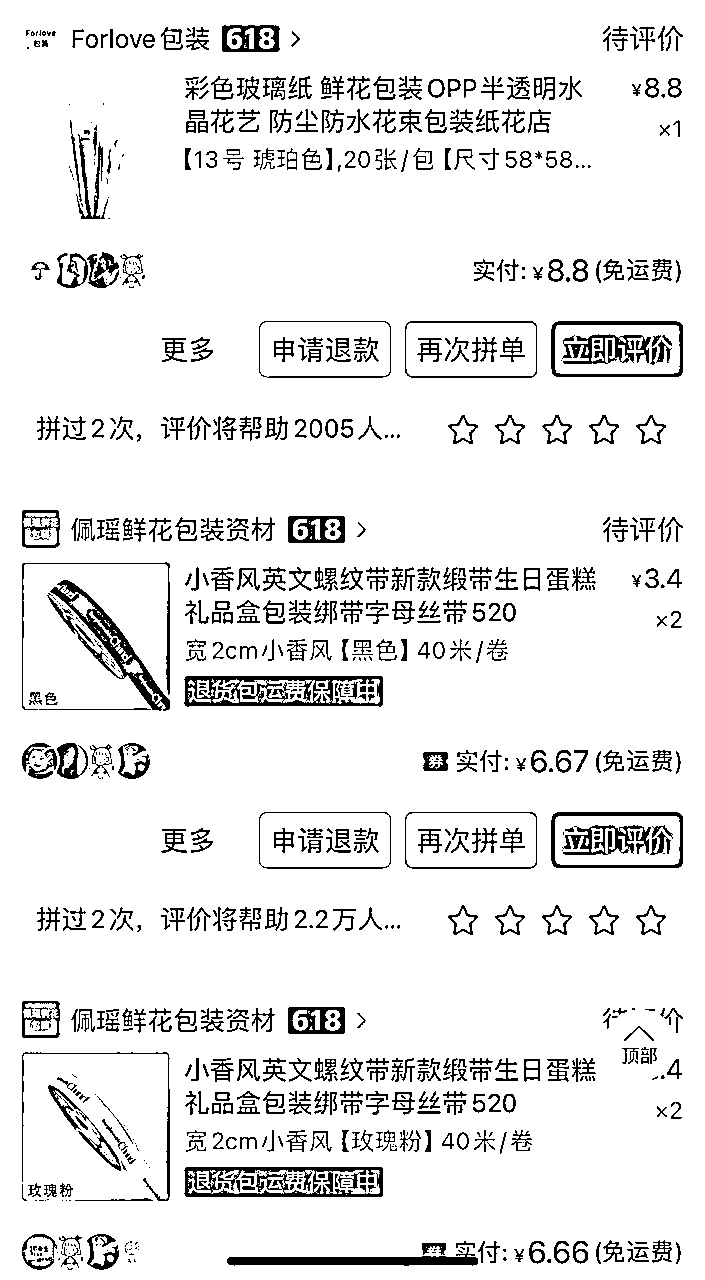 Forlove
包装
Forlove包装 618 >
待评价
彩色玻璃纸 鲜花包装OPP半透明水
¥8.8
晶花艺 防尘防水花束包装纸花店
×1
【13号 琥珀色】,20张/包【尺寸58*58...
实付: ¥8.8 (免运费)
更多 申请退款 再次拼单 立即评价
拼过2次，评价将帮助2005人...
佩瑶鲜花包装资材 618 >
待评价
小香风英文螺纹带新款缎带生日蛋糕
¥3.4
礼品盒包装绑带字母丝带520
×2
宽2cm小香风【黑色】40米/卷
黑色
退货包运费保障中
券 实付: ¥6.67 (免运费)
更多 申请退款 再次拼单 立即评价
拼过2次，评价将帮助2.2万人...
佩瑶鲜花包装资材 618 >
待 价
顶部
小香风英文螺纹带新款缎带生日蛋糕
.4
礼品盒包装绑带字母丝带520
×2
宽2cm小香风【玫瑰粉】40米/卷
玫瑰粉
退货包运费保障中
券 实付: ¥6.66 (免运费)